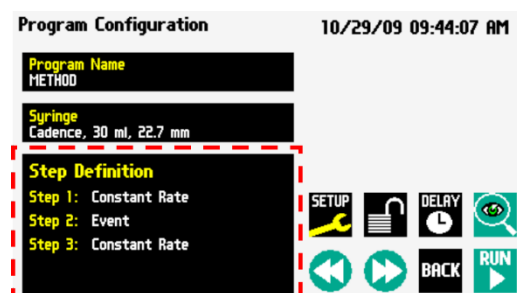 Program Configuration 10/29/09 09:44:07 AM
Program Name
METHOD
Syringe
Cadence, 30 ml, 22.7 mm
Step Definition
Step 1: Constant Rate
Step 2: Event
Step 3: Constant Rate
SETUP
DELAY
BACK
RUN